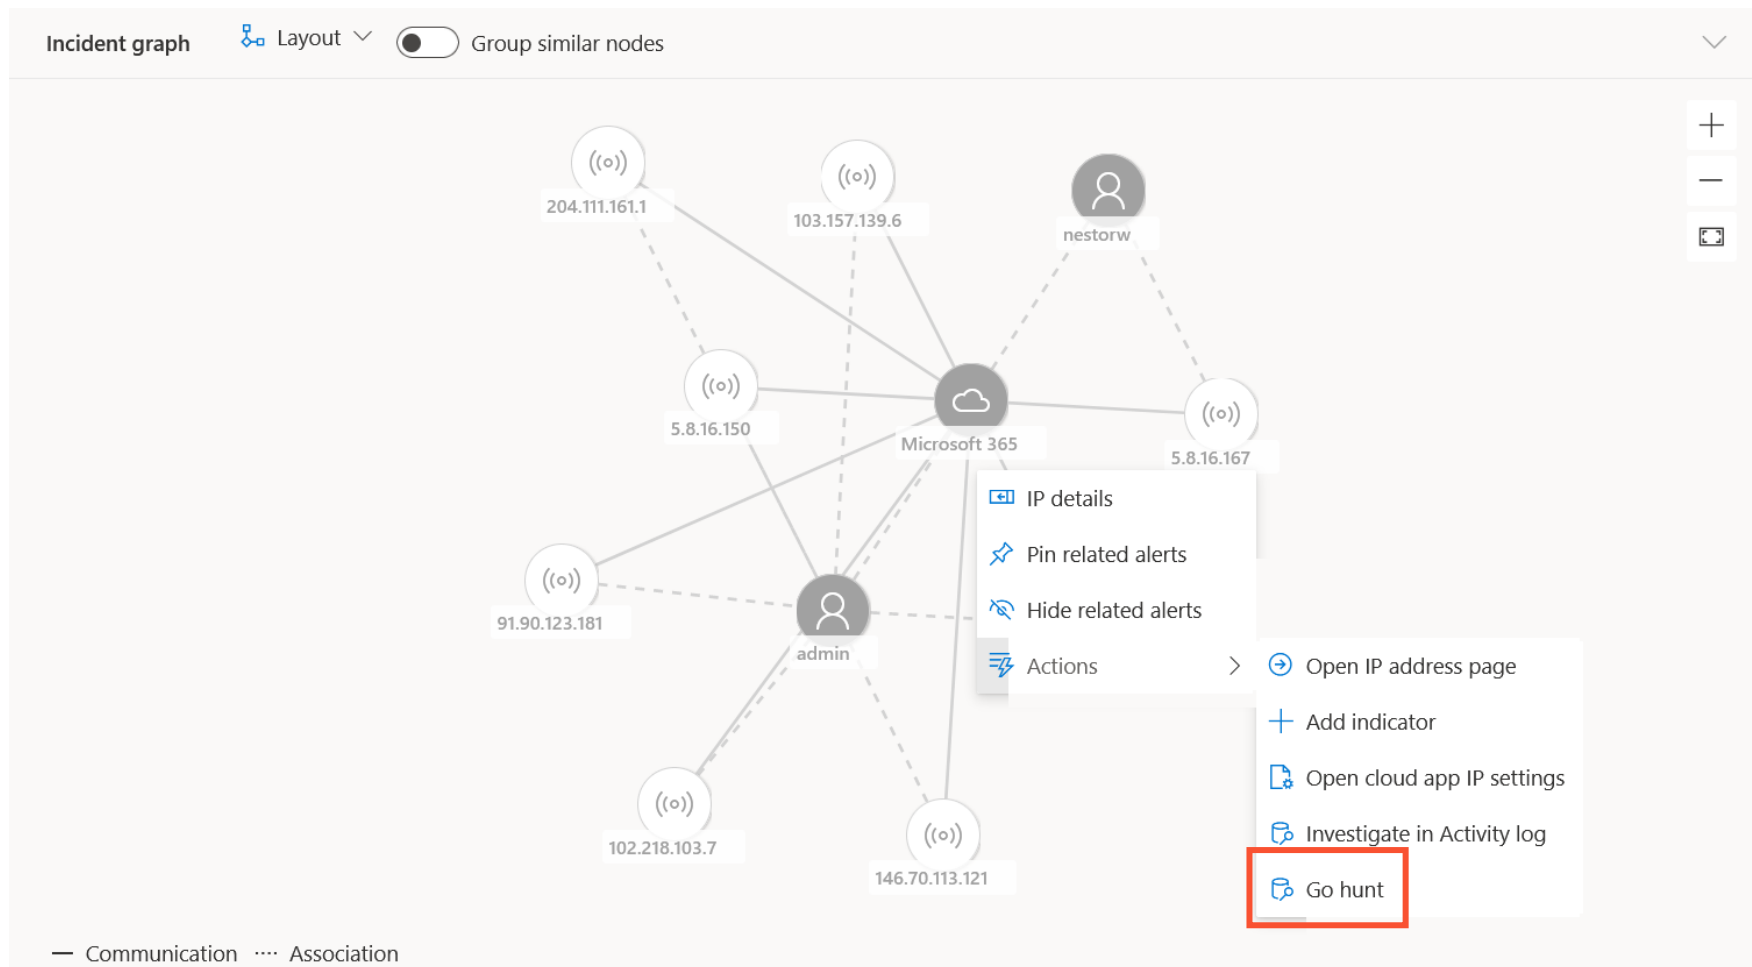 Incident graph
Layout
Group similar nodes
204.111.161.1
103.157.139.6
nestorw
5.8.16.150
Microsoft 365
5.8.16.167
IP details
Pin related alerts
91.90.123.181
Hide related alerts
admin
Actions
Open IP address page
Add indicator
Open cloud app IP settings
Investigate in Activity log
102.218.103.7
146.70.113.121
Go hunt
Communication
Association